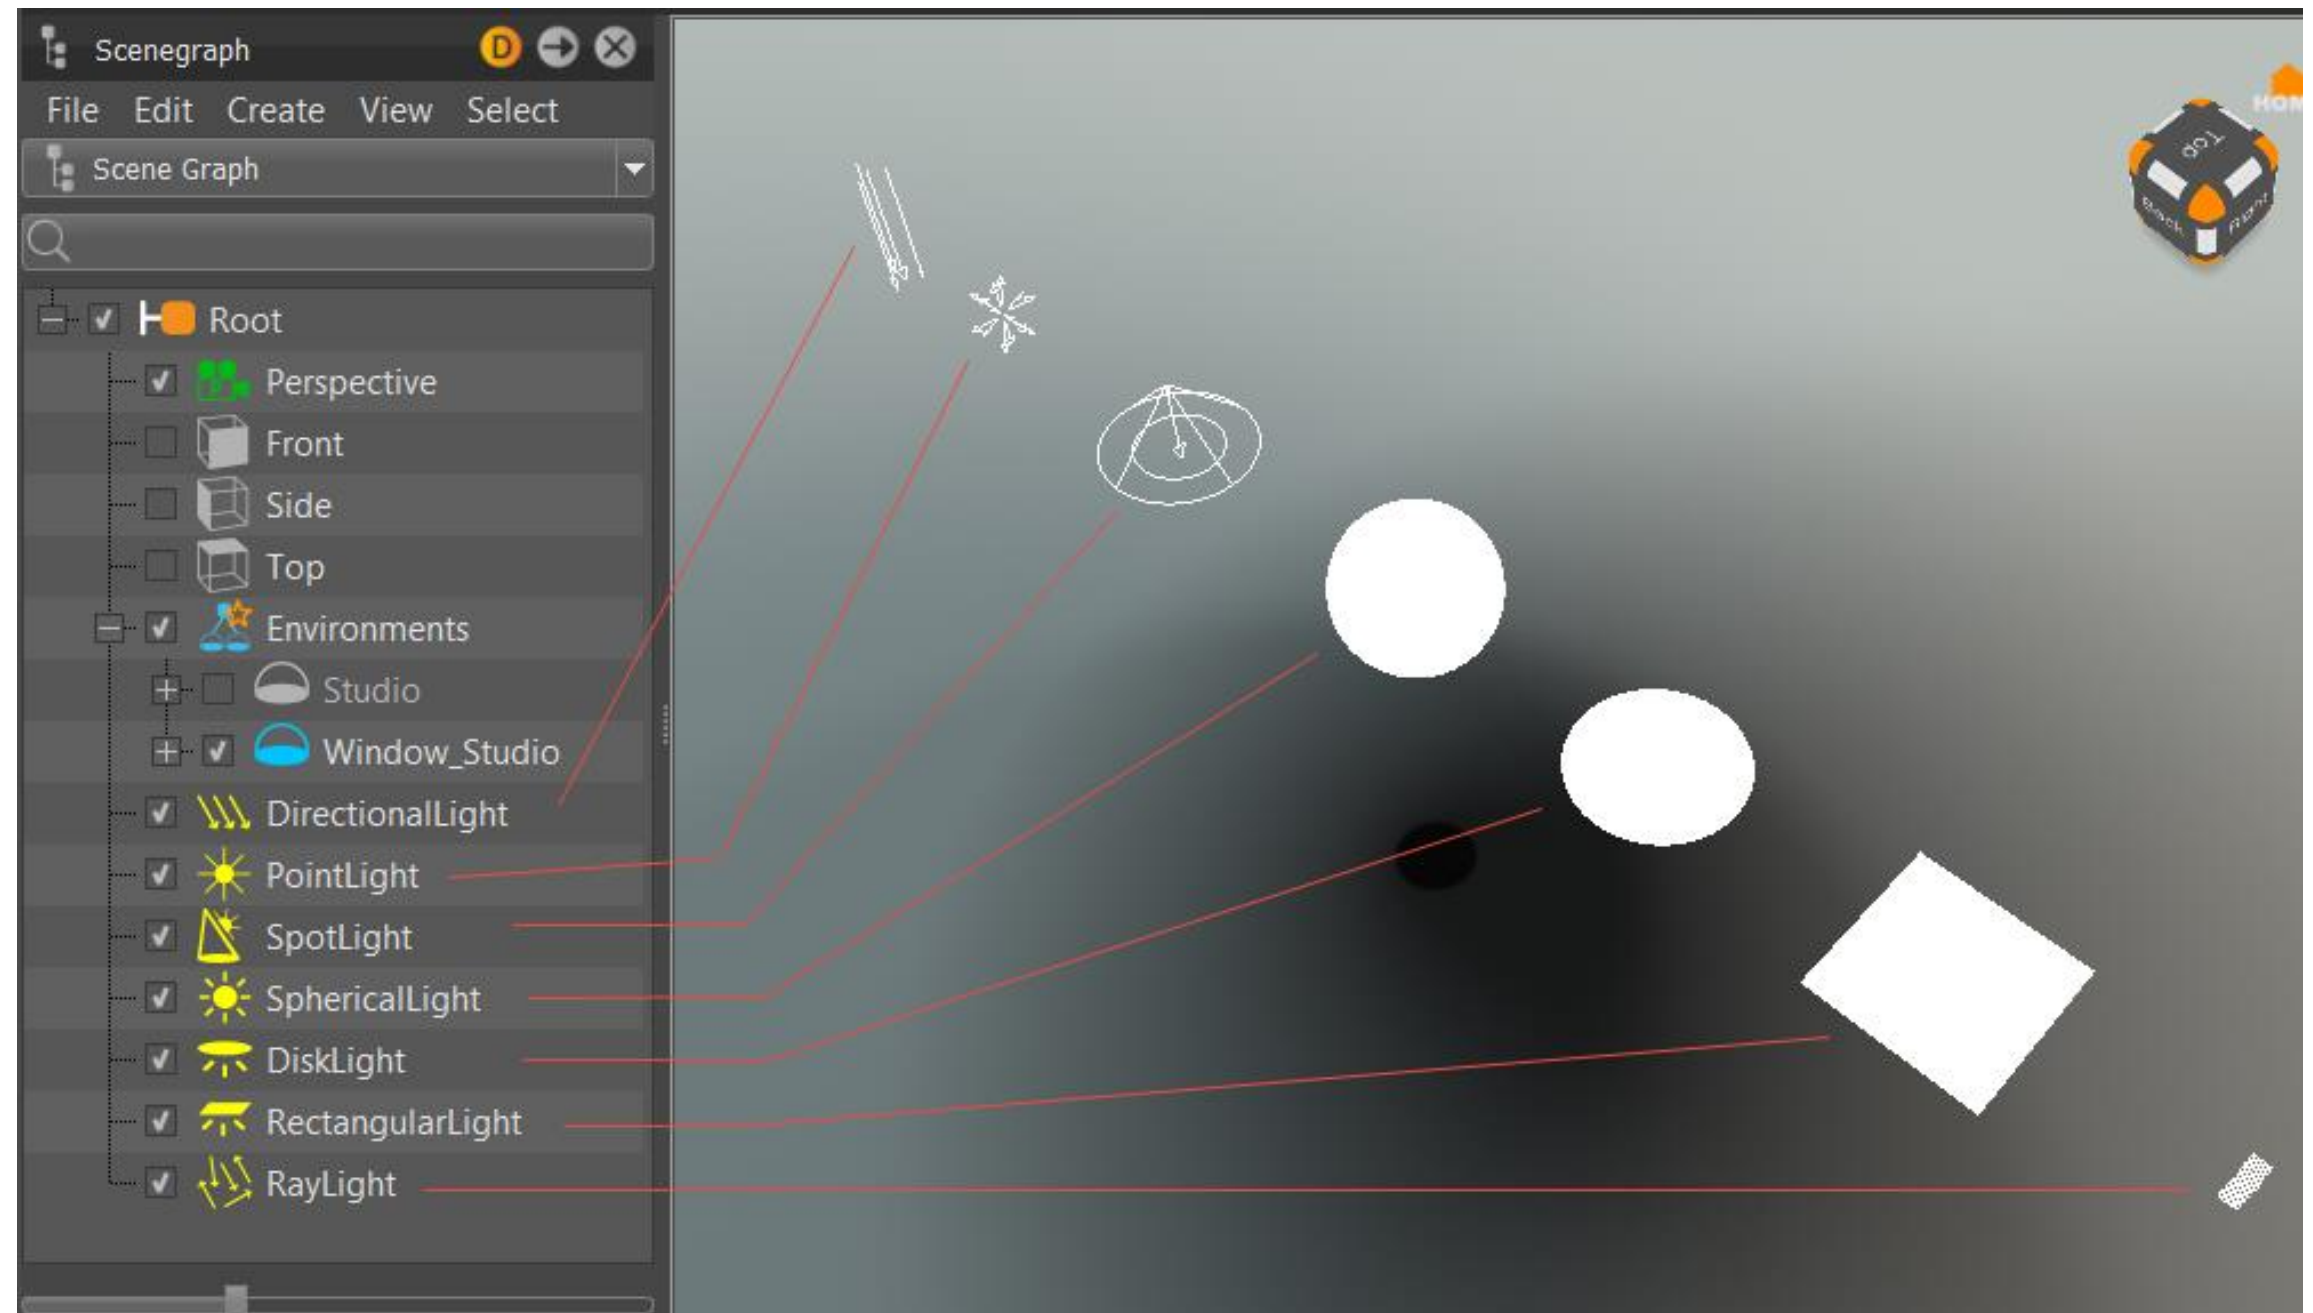 Scenegraph
D
File Edit Create View Select
Scene Graph
Root
Perspective
Front
Side
Top
Environments
Studio
Window_Studio
DirectionalLight
PointLight
SpotLight
SphericalLight
DiskLight
RectangularLight
RayLight
HOM
Top
Back
Right